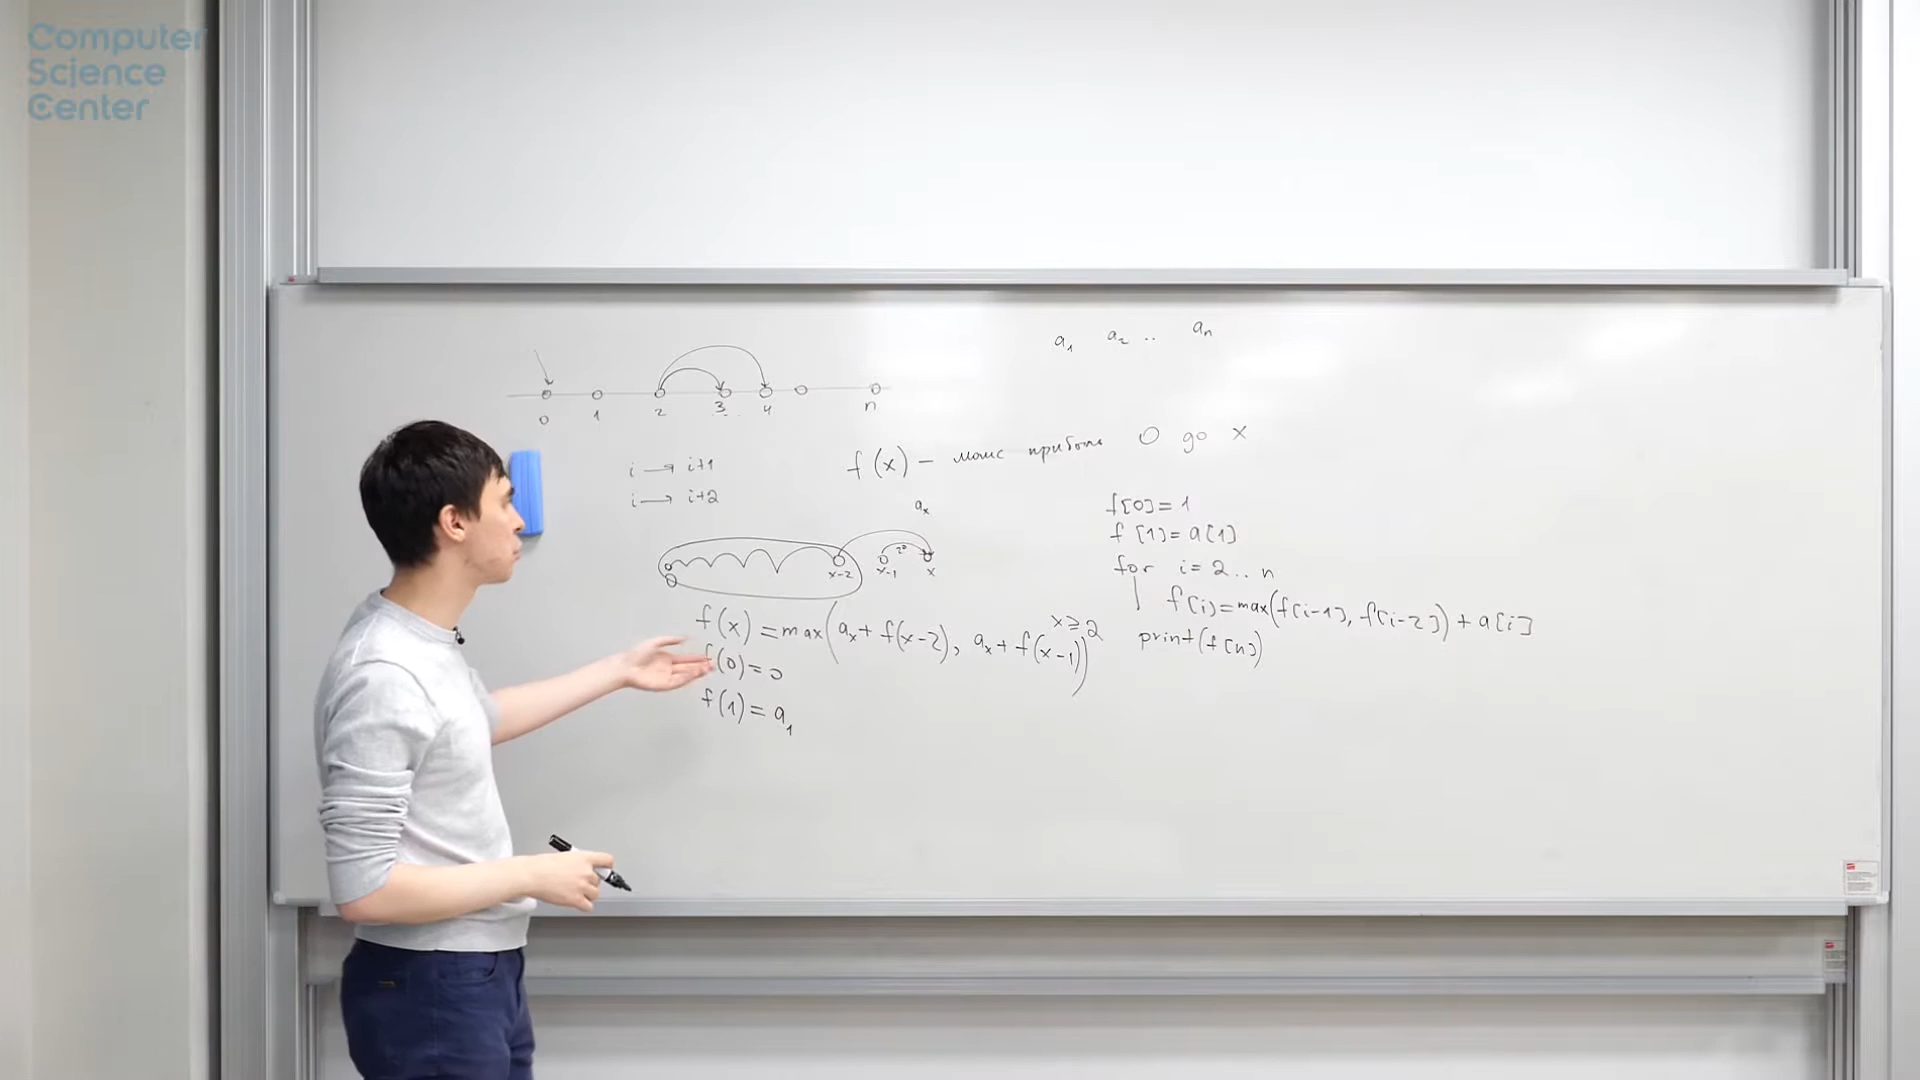 Computer
Science
Center
a₁ a₂ .. aₙ
0 1 2 3 .. 4 n
i → i+1
i → i+2
f(x) – макс прибыль 0 до x
aₓ
0 x-2 x-1 x
f(x) = max(aₓ + f(x-2), aₓ + f(x-1)) x ≥ 2
f(0) = 0
f(1) = a₁
f[0] = 1
f[1] = a[1]
for i = 2 .. n
f[i] = max(f[i-1], f[i-2]) + a[i]
print(f[n])